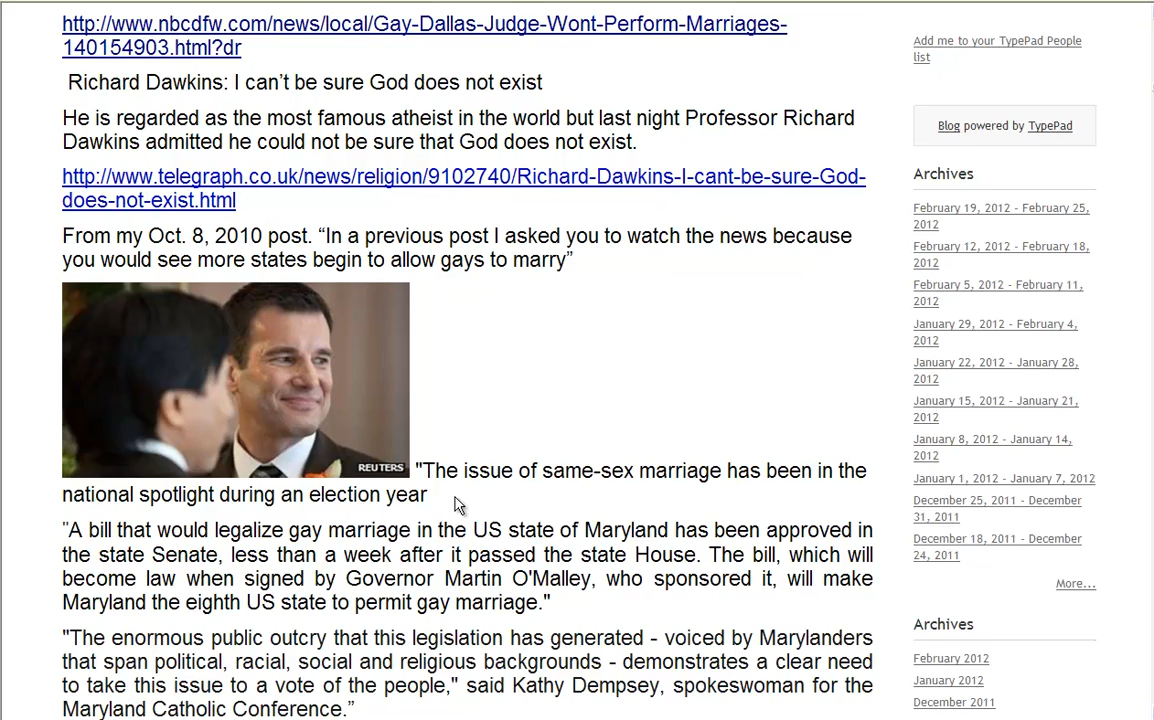 http://www.nbcdfw.com/news/local/Gay-Dallas-Judge-Wont-Perform-Marriages-
140154903.html?dr
Richard Dawkins: I can’t be sure God does not exist
He is regarded as the most famous atheist in the world but last night Professor Richard
Dawkins admitted he could not be sure that God does not exist.
http://www.telegraph.co.uk/news/religion/9102740/Richard-Dawkins-I-cant-be-sure-God-
does-not-exist.html
From my Oct. 8, 2010 post. “In a previous post I asked you to watch the news because
you would see more states begin to allow gays to marry”
REUTERS
"The issue of same-sex marriage has been in the
national spotlight during an election year
"A bill that would legalize gay marriage in the US state of Maryland has been approved in
the state Senate, less than a week after it passed the state House. The bill, which will
become law when signed by Governor Martin O'Malley, who sponsored it, will make
Maryland the eighth US state to permit gay marriage."
"The enormous public outcry that this legislation has generated - voiced by Marylanders
that span political, racial, social and religious backgrounds - demonstrates a clear need
to take this issue to a vote of the people," said Kathy Dempsey, spokeswoman for the
Maryland Catholic Conference.”
Add me to your TypePad People
list
Blog powered by TypePad
Archives
February 19, 2012 - February 25,
2012
February 12, 2012 - February 18,
2012
February 5, 2012 - February 11,
2012
January 29, 2012 - February 4,
2012
January 22, 2012 - January 28,
2012
January 15, 2012 - January 21,
2012
January 8, 2012 - January 14,
2012
January 1, 2012 - January 7, 2012
December 25, 2011 - December
31, 2011
December 18, 2011 - December
24, 2011
More...
Archives
February 2012
January 2012
December 2011